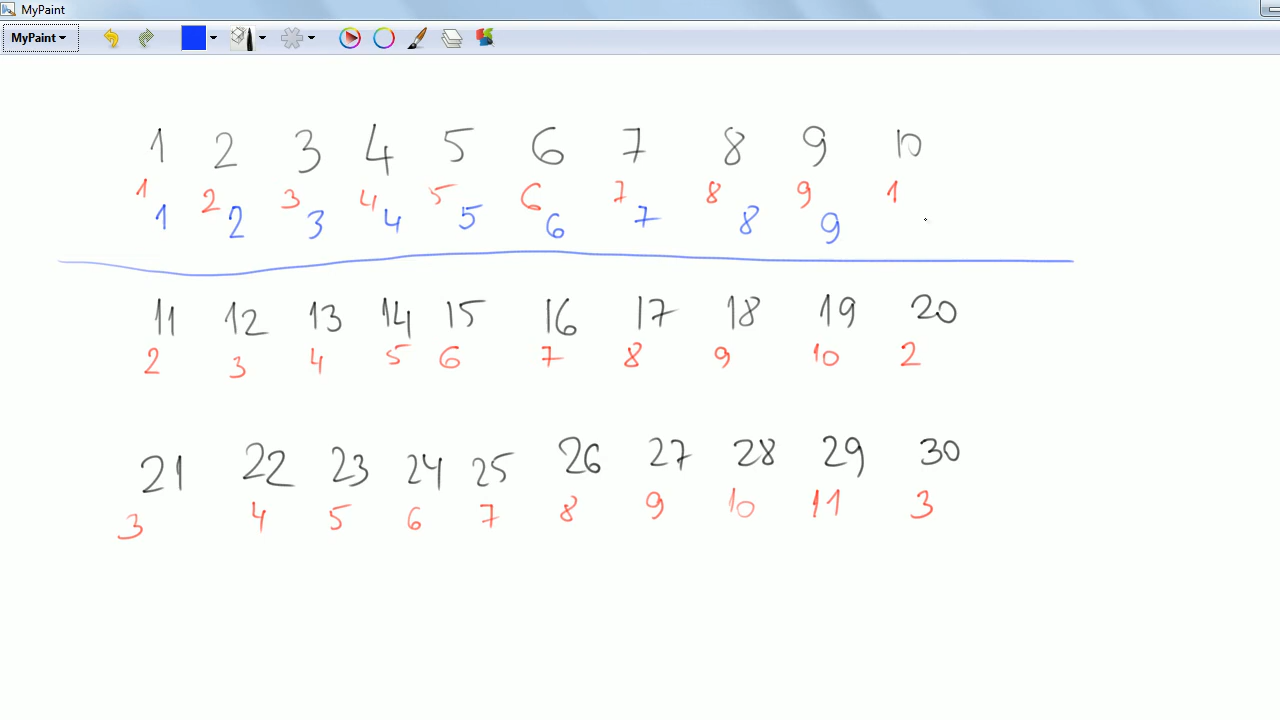 MyPaint
MyPaint
1 2 3 4 5 6 7 8 9 10
1 2 3 4 5 6 7 8 9 1
1 2 3 4 5 6 7 8 9
11 12 13 14 15 16 17 18 19 20
2 3 4 5 6 7 8 9 10 2
21 22 23 24 25 26 27 28 29 30
3 4 5 6 7 8 9 10 11 3